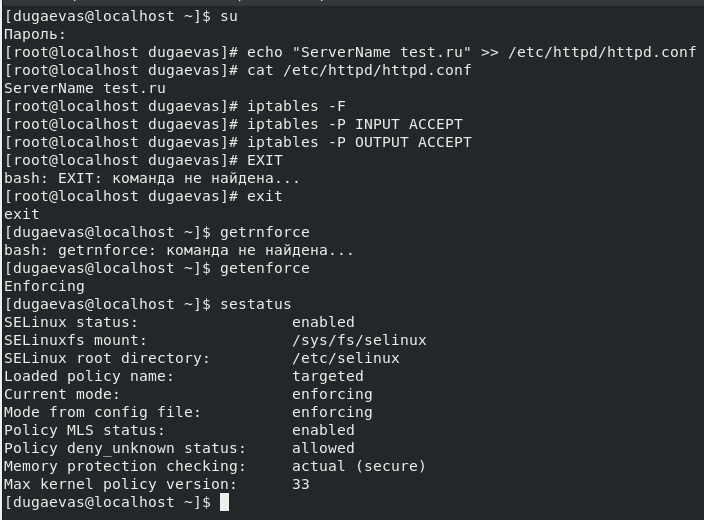 [dugaevas@localhost ~]$ su
Пароль:
[root@localhost dugaevas]# echo "ServerName test.ru" >> /etc/httpd/httpd.conf
[root@localhost dugaevas]# cat /etc/httpd/httpd.conf
ServerName test.ru
[root@localhost dugaevas]# iptables -F
[root@localhost dugaevas]# iptables -P INPUT ACCEPT
[root@localhost dugaevas]# iptables -P OUTPUT ACCEPT
[root@localhost dugaevas]# EXIT
bash: EXIT: команда не найдена...
[root@localhost dugaevas]# exit
exit
[dugaevas@localhost ~]$ getrnforce
bash: getrnforce: команда не найдена...
[dugaevas@localhost ~]$ getenforce
Enforcing
[dugaevas@localhost ~]$ sestatus
SELinux status:                 enabled
SELinuxfs mount:                /sys/fs/selinux
SELinux root directory:         /etc/selinux
Loaded policy name:             targeted
Current mode:                   enforcing
Mode from config file:          enforcing
Policy MLS status:              enabled
Policy deny_unknown status:     allowed
Memory protection checking:     actual (secure)
Max kernel policy version:      33
[dugaevas@localhost ~]$